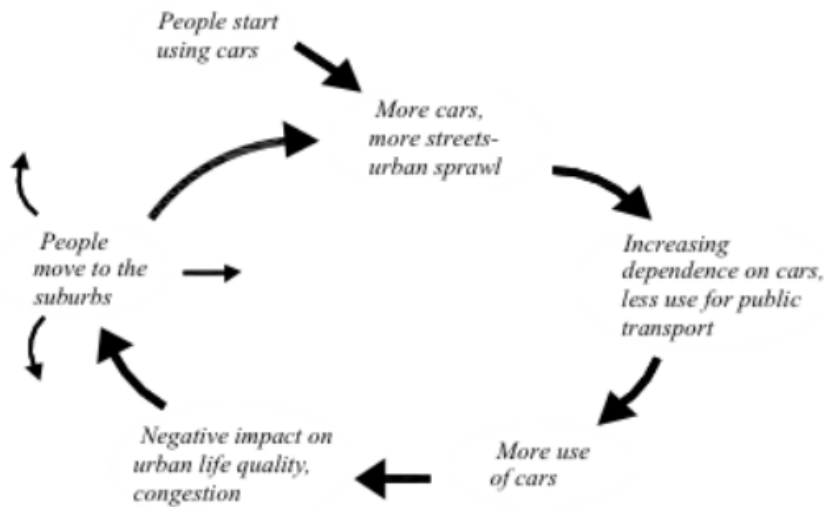 People start
using cars
More cars,
more streets-
urban sprawl
Increasing
dependence on cars,
less use for public
transport
More use
of cars
Negative impact on
urban life quality,
congestion
People
move to the
suburbs